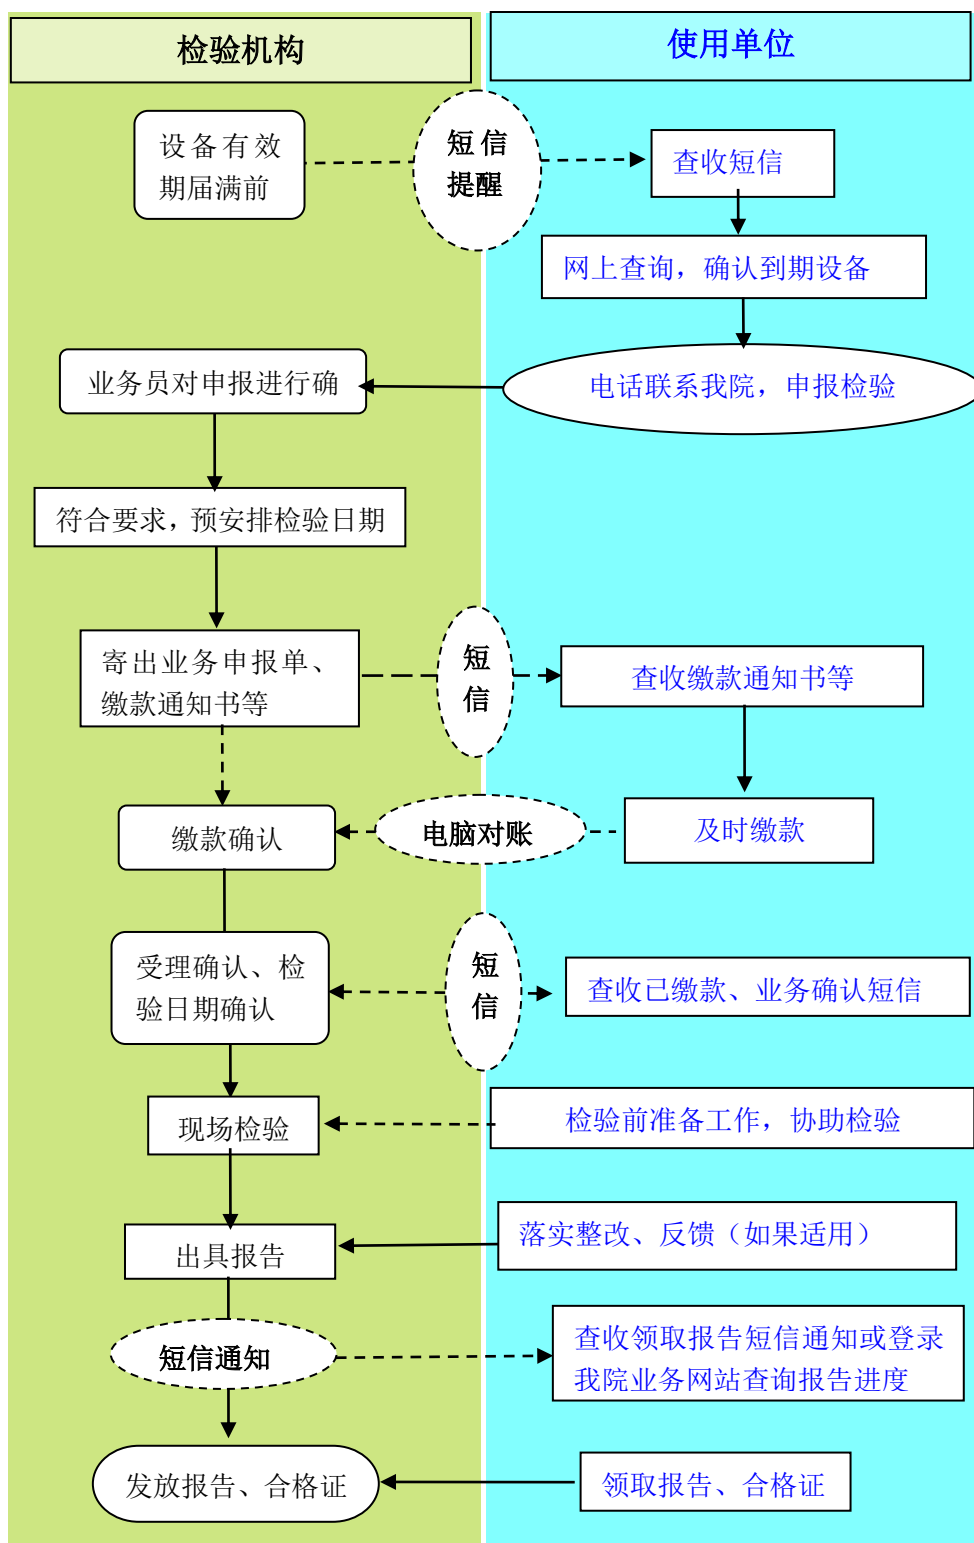 检验机构
使用单位
设备有效
期届满前
短信
提醒
查收短信
网上查询，确认到期设备
电话联系我院，申报检验
业务员对申报进行确
符合要求，预安排检验日期
寄出业务申报单、
缴款通知书等
短
信
查收缴款通知书等
缴款确认
电脑对账
及时缴款
受理确认、检
验日期确认
短
信
查收已缴款、业务确认短信
现场检验
检验前准备工作，协助检验
出具报告
落实整改、反馈（如果适用）
短信通知
查收领取报告短信通知或登录
我院业务网站查询报告进度
发放报告、合格证
领取报告、合格证